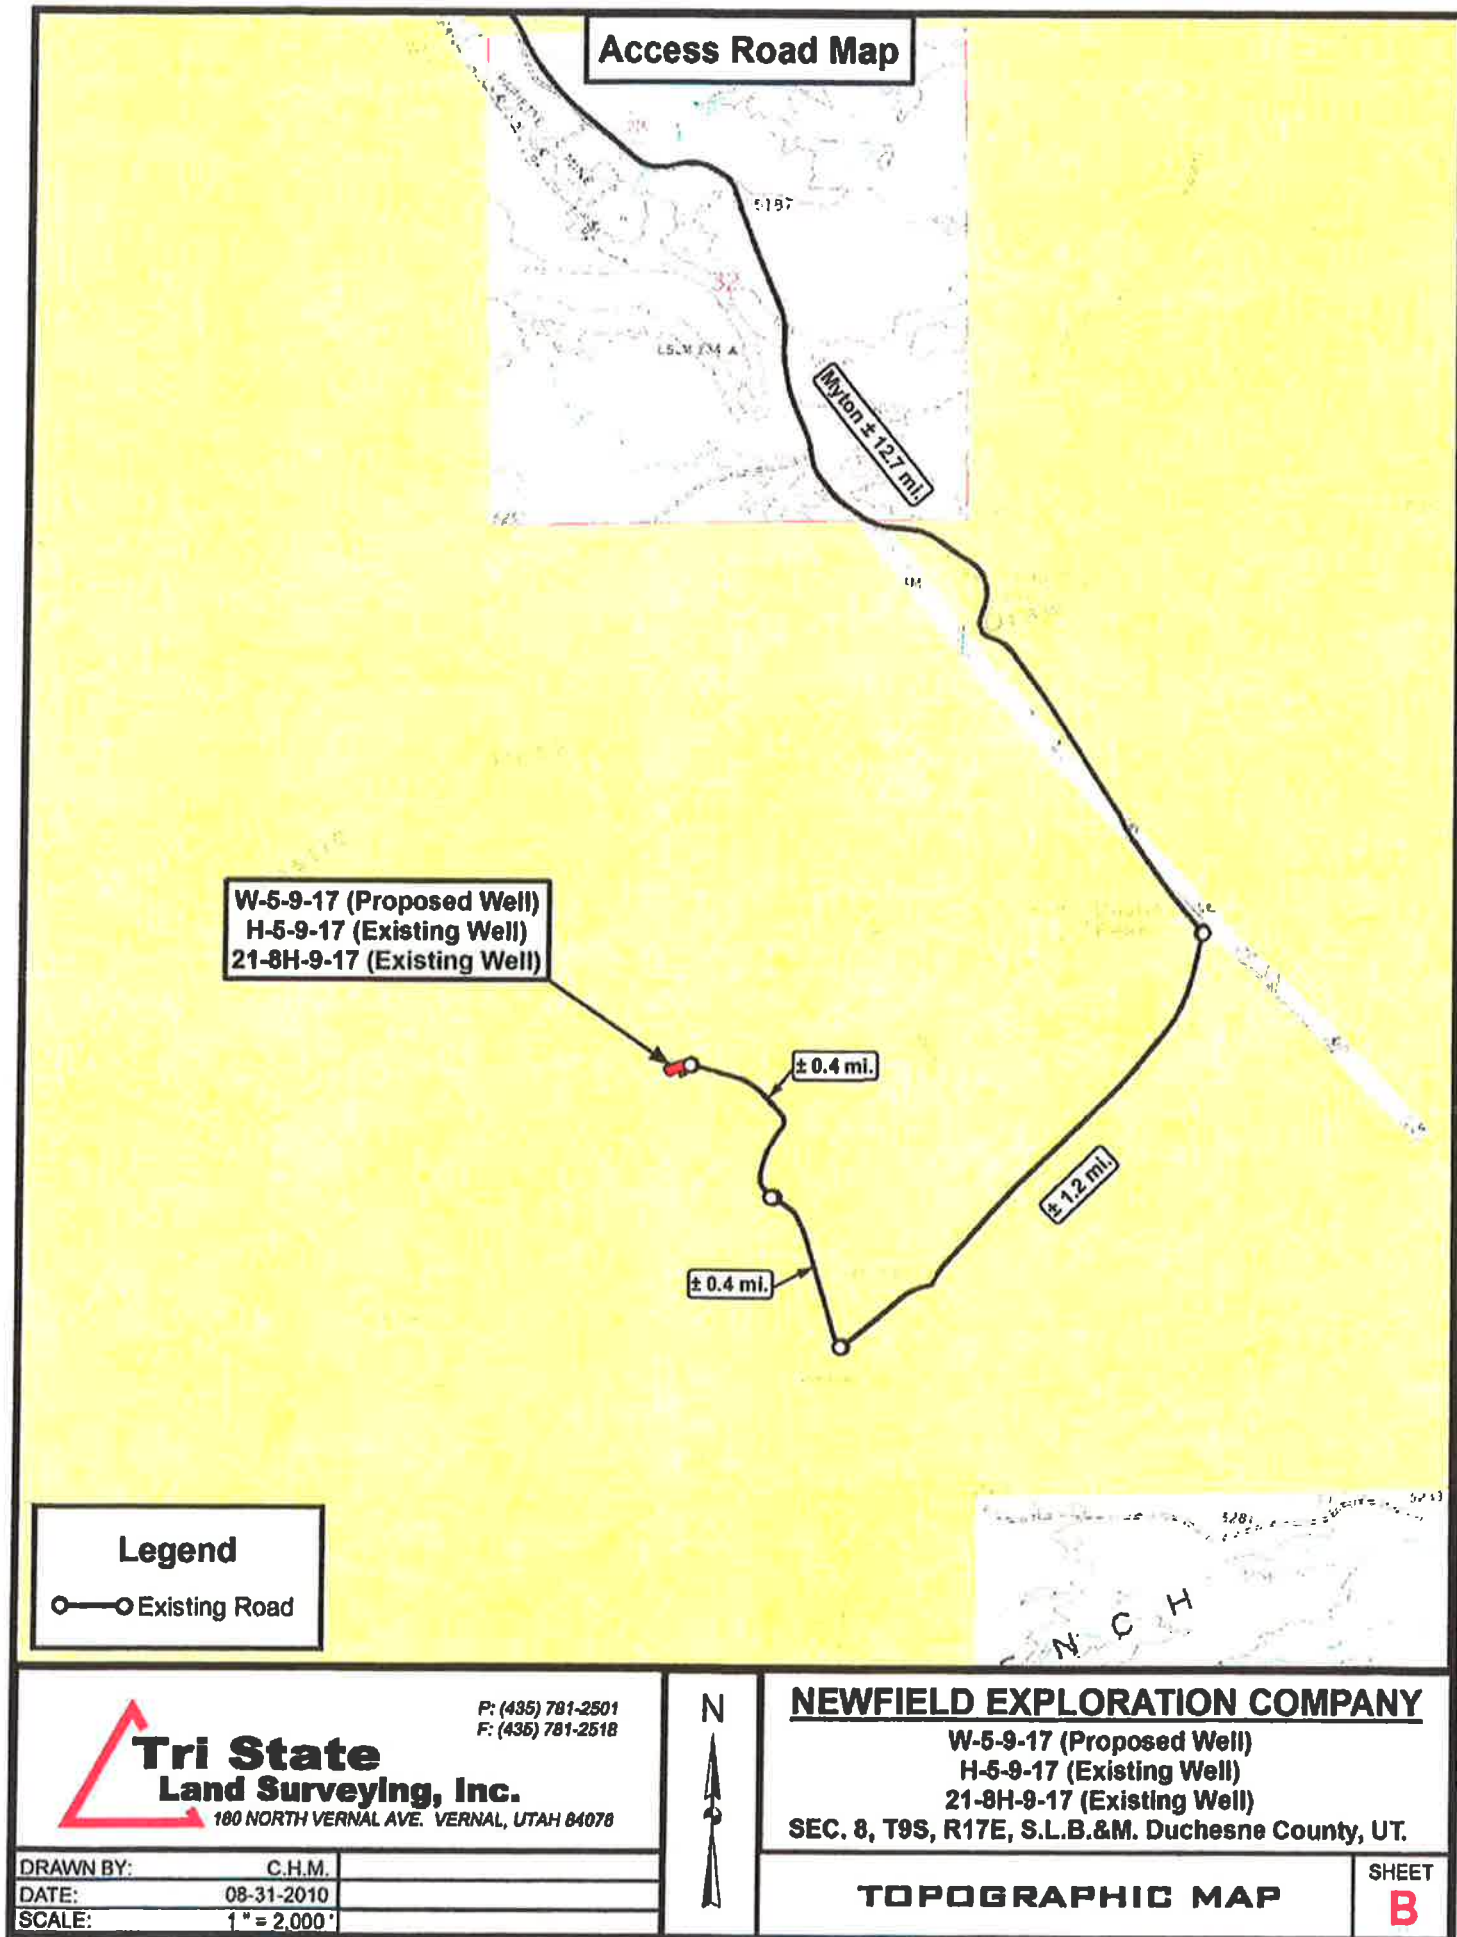 Access Road Map
5187
32
Myton ± 12.7 mi.
W-5-9-17 (Proposed Well)
H-5-9-17 (Existing Well)
21-8H-9-17 (Existing Well)
± 0.4 mi.
± 1.2 mi.
± 0.4 mi.
Legend
Existing Road
5281
N C H
P: (435) 781-2501
F: (435) 781-2518
Tri State
Land Surveying, Inc.
180 NORTH VERNAL AVE. VERNAL, UTAH 84078
N
NEWFIELD EXPLORATION COMPANY
W-5-9-17 (Proposed Well)
H-5-9-17 (Existing Well)
21-8H-9-17 (Existing Well)
SEC. 8, T9S, R17E, S.L.B.&M. Duchesne County, UT.
DRAWN BY: C.H.M.
DATE: 08-31-2010
SCALE: 1 " = 2,000 '
TOPOGRAPHIC MAP
SHEET
B